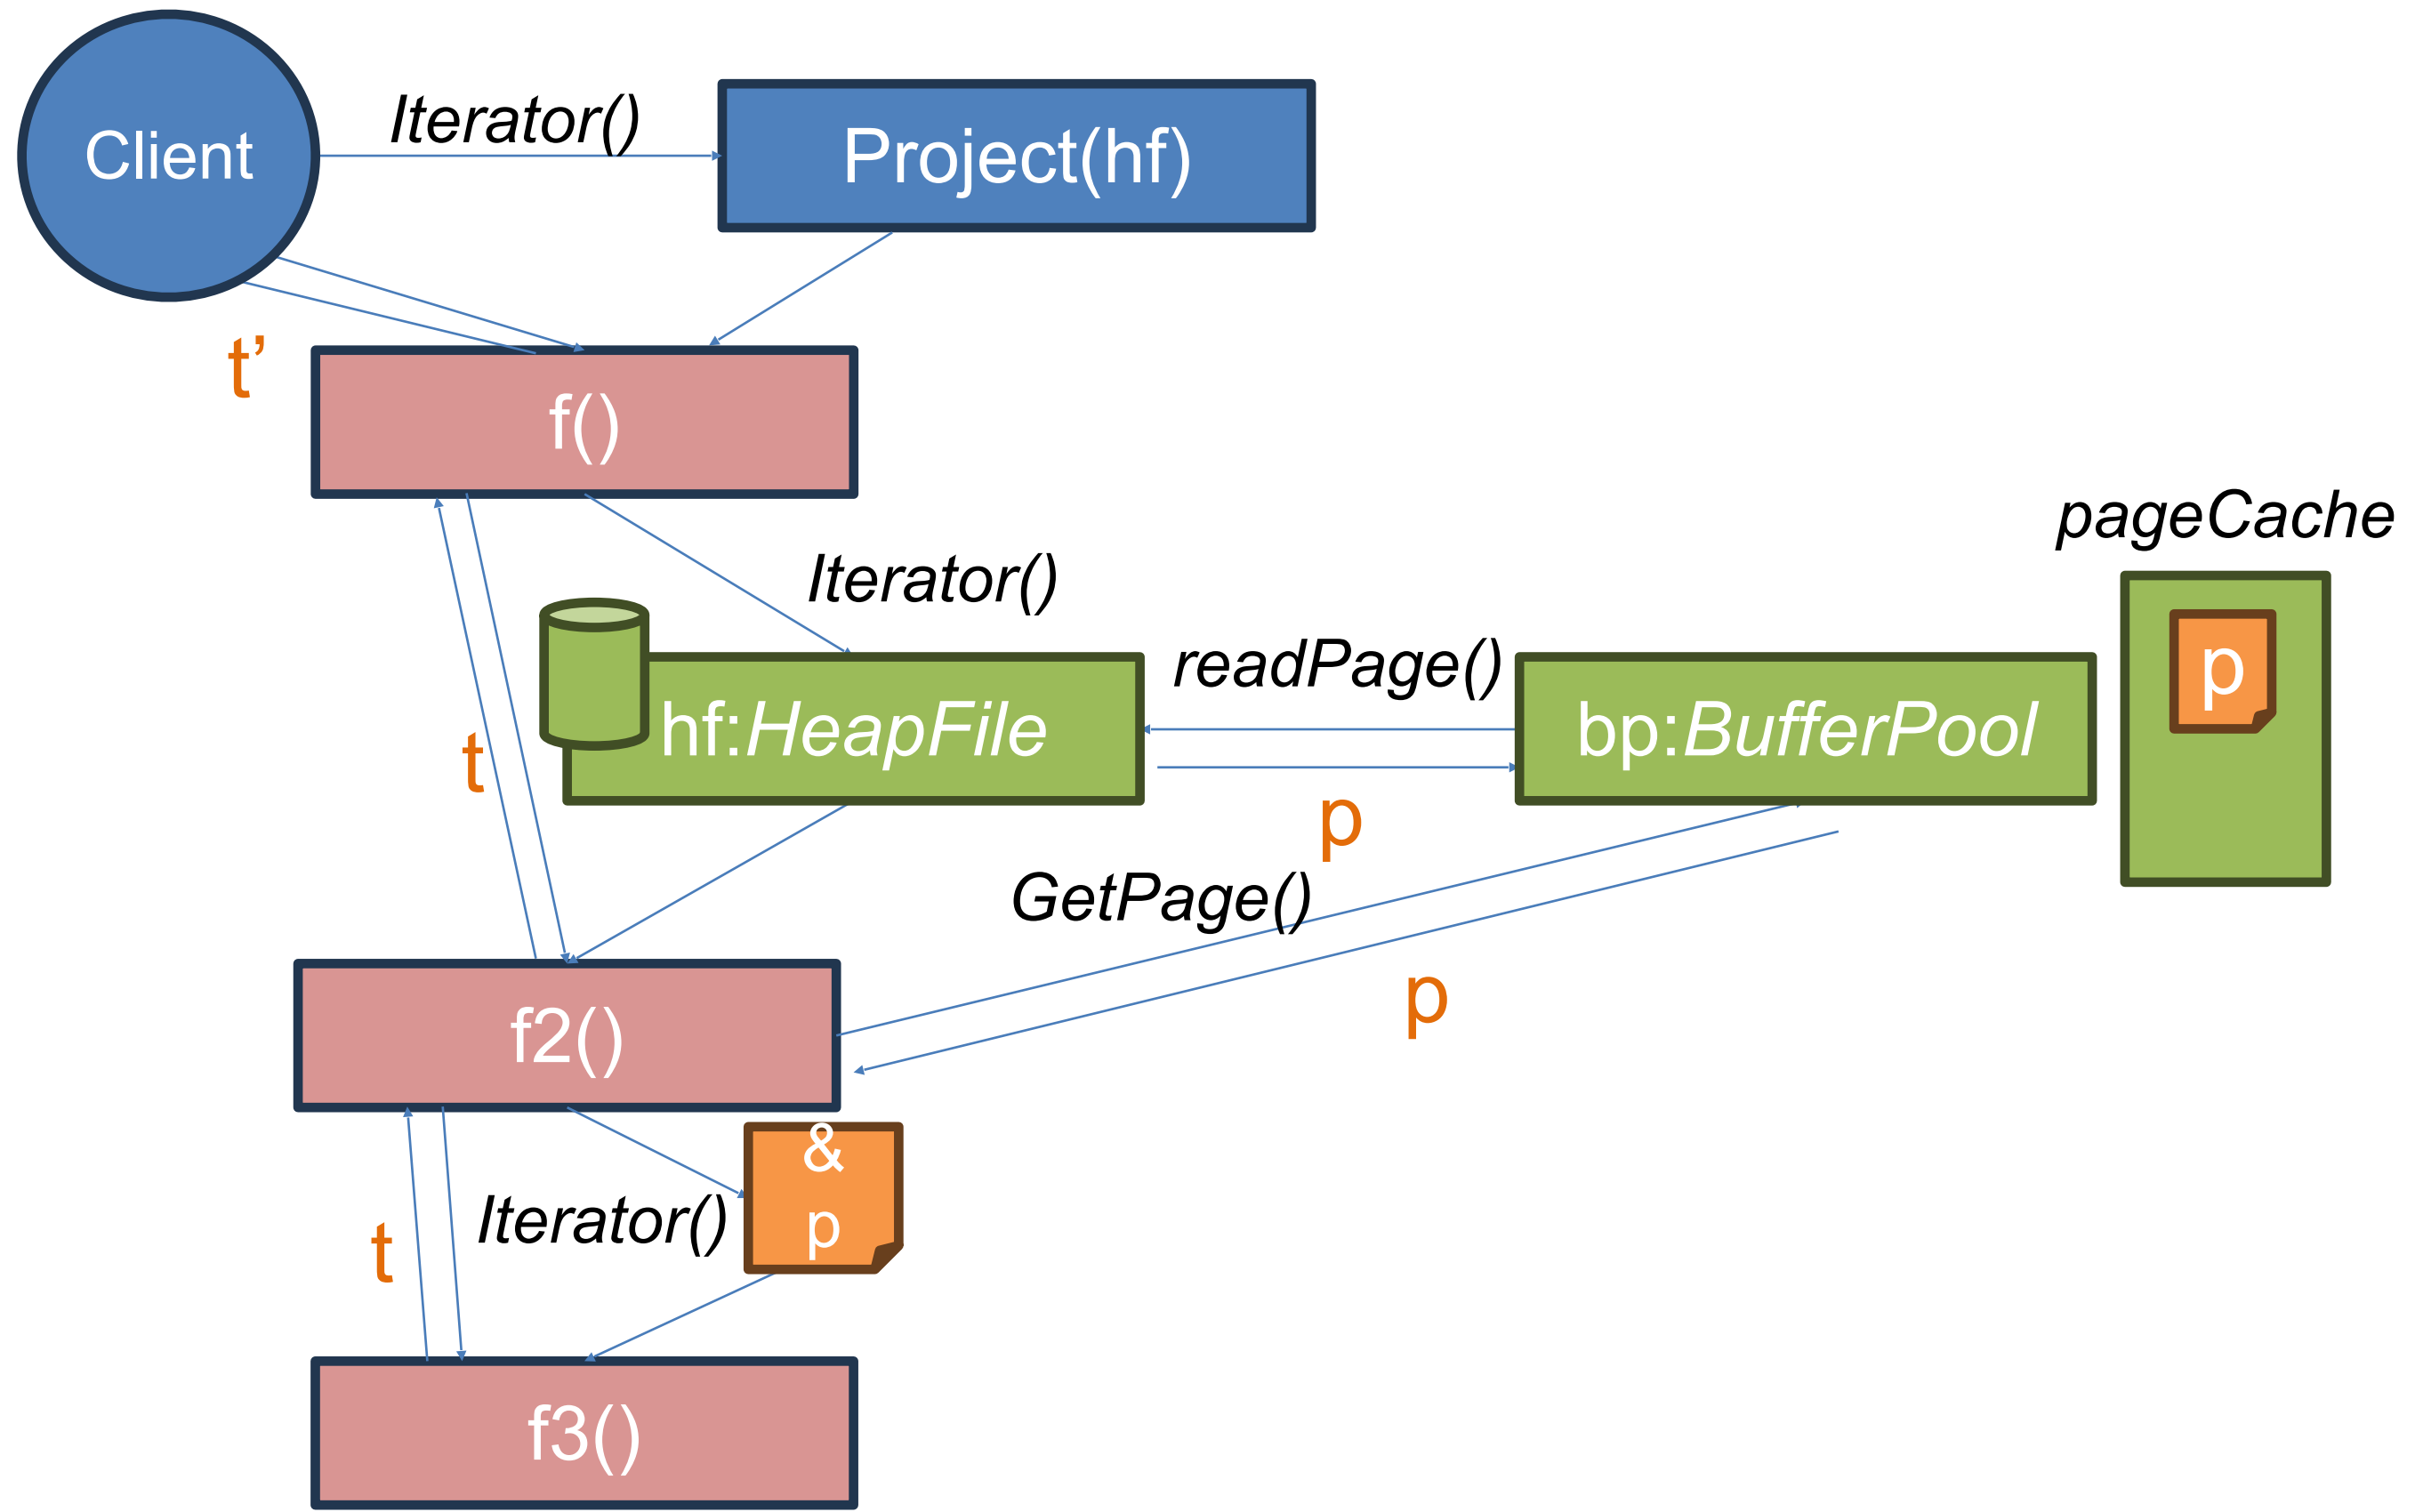 Client
Iterator()
Project(hf)
t’
f()
pageCache
Iterator()
readPage()
p
hf:HeapFile
bp:BufferPool
t
p
GetPage()
p
f2()
&
p
Iterator()
t
f3()